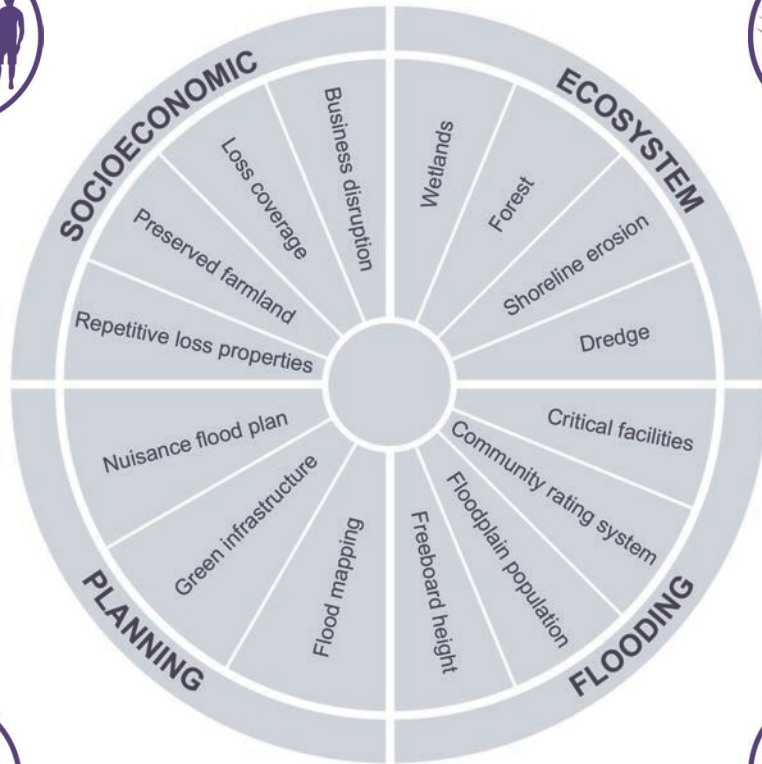 SOCIOECONOMIC
Repetitive loss properties
Preserved farmland
Loss coverage
Business disruption
ECOSYSTEM
Wetlands
Forest
Shoreline erosion
Dredge
FLOODING
Critical facilities
Community rating system
Floodplain population
Freeboard height
PLANNING
Flood mapping
Green infrastructure
Nuisance flood plan